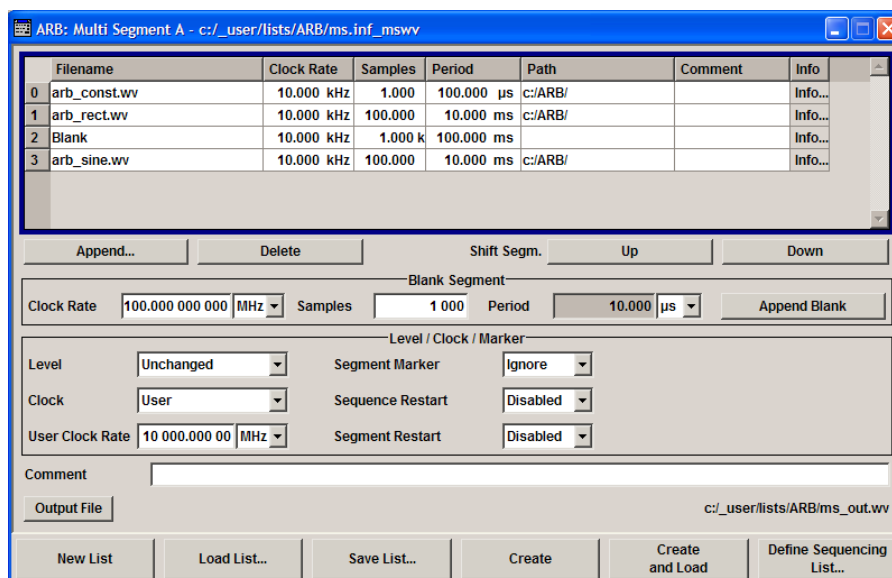 ARB: Multi Segment A - c:/_user/lists/ARB/ms.inf_mswv
Filename Clock Rate Samples Period Path Comment Info
0 arb_const.wv 10.000 kHz 1.000 100.000 µs c:/ARB/ Info...
1 arb_rect.wv 10.000 kHz 100.000 10.000 ms c:/ARB/ Info...
2 Blank 10.000 kHz 1.000 k 100.000 ms Info...
3 arb_sine.wv 10.000 kHz 100.000 10.000 ms c:/ARB/ Info...
Append... Delete Shift Segm. Up Down
Blank Segment
Clock Rate 100.000 000 000 MHz Samples 1 000 Period 10.000 µs Append Blank
Level / Clock / Marker
Level Unchanged Segment Marker Ignore
Clock User Sequence Restart Disabled
User Clock Rate 10 000.000 00 MHz Segment Restart Disabled
Comment
Output File c:/_user/lists/ARB/ms_out.wv
New List Load List... Save List... Create Create and Load Define Sequencing List...